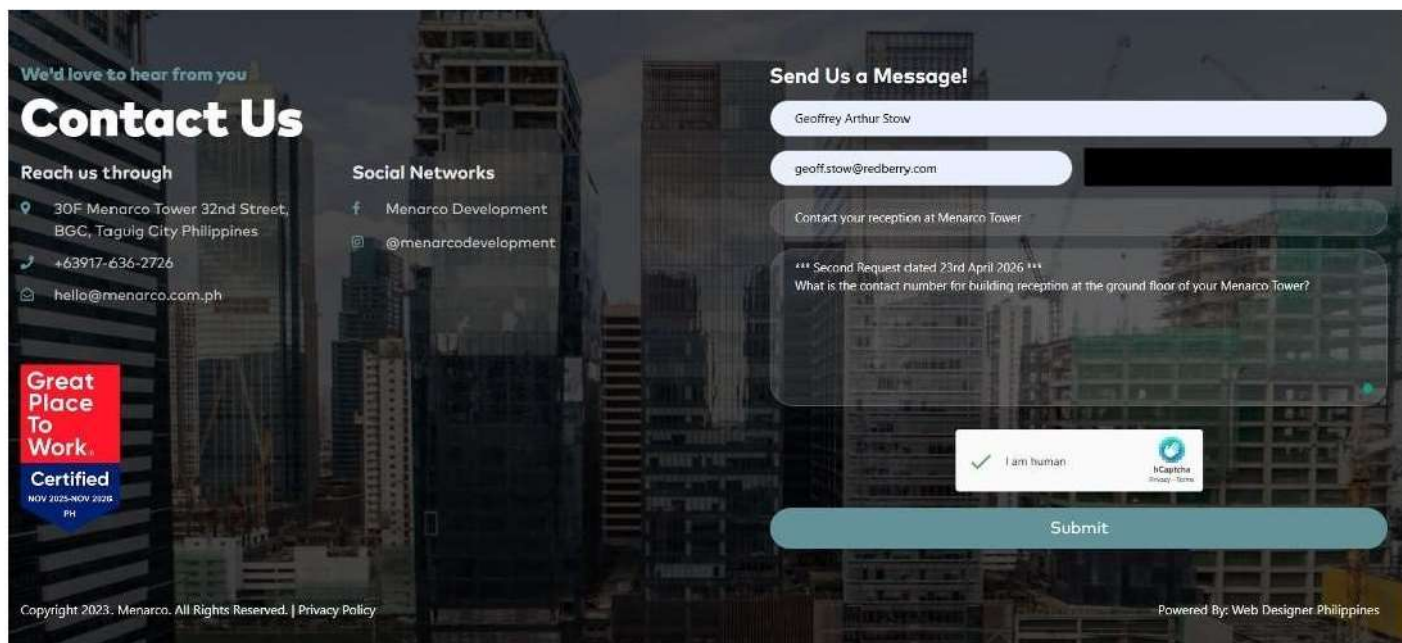 We'd love to hear from you
Contact Us
Reach us through
30F Menarco Tower 32nd Street,
BGC, Taguig City Philippines
+63917-636-2726
hello@menarco.com.ph
Social Networks
Menarco Development
@menarcodevelopment
Great
Place
To
Work.
Certified
NOV 2025-NOV 2026
PH
Send Us a Message!
Geoffrey Arthur Stow
geoff.stow@redberry.com
Contact your reception at Menarco Tower
*** Second Request dated 23rd April 2026 ***
What is the contact number for building reception at the ground floor of your Menarco Tower?
I am human
hCaptcha
Privacy - Terms
Submit
Copyright 2023. Menarco. All Rights Reserved. | Privacy Policy
Powered By: Web Designer Philippines